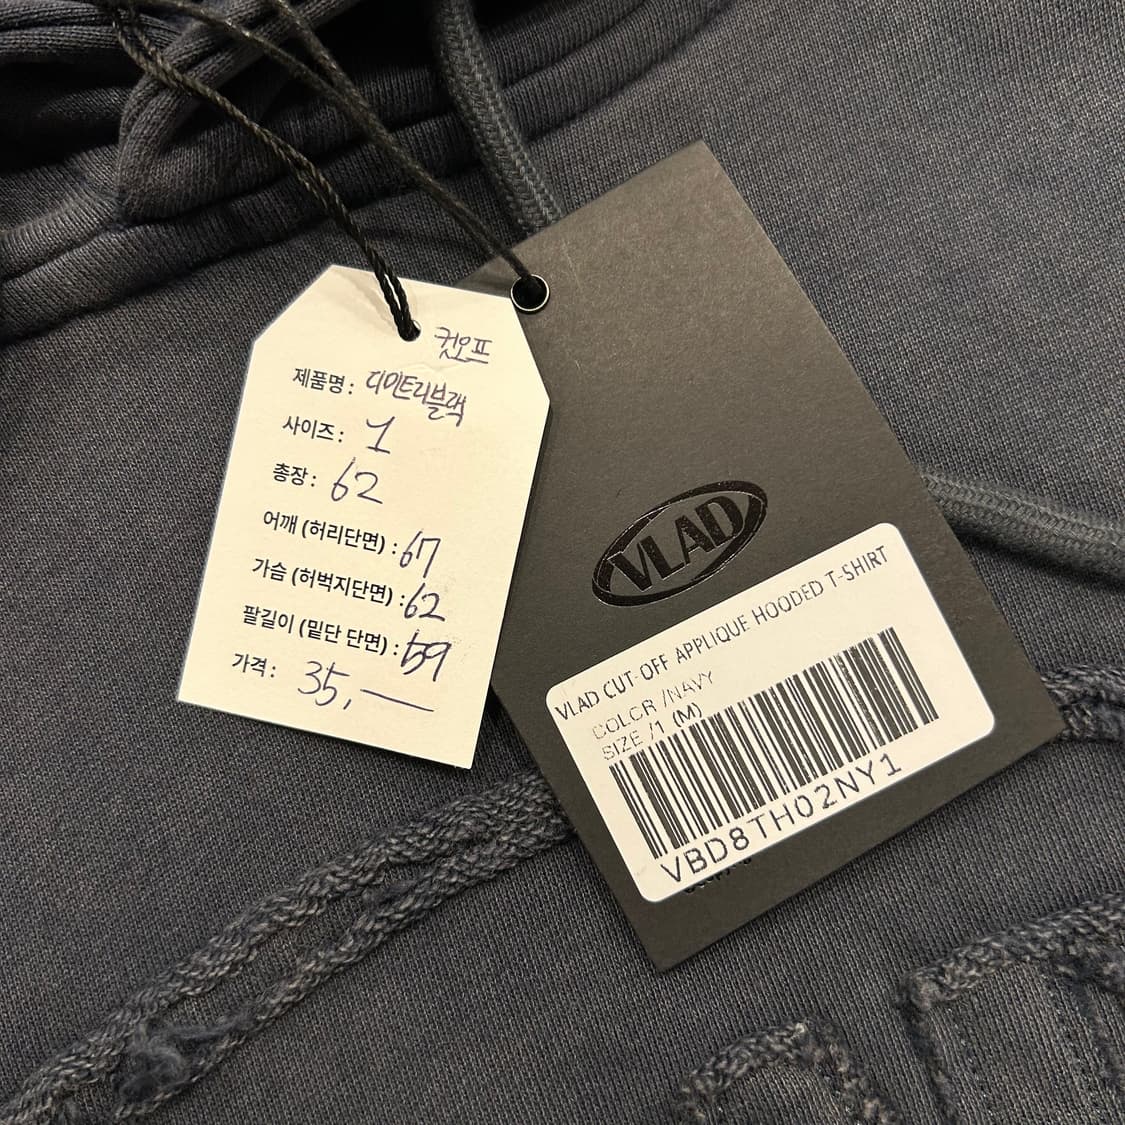 컷오프
제품명: 디인트리블랙
사이즈: 1
총장: 62
어깨 (허리단면) : 67
가슴 (허벅지단면) : 62
팔길이 (밑단 단면) : 59
가격: 35,—
VLAD
VLAD CUT-OFF APPLIQUE HOODED T-SHIRT
COLOR /NAVY
SIZE /1 (M)
VBD8TH02NY1